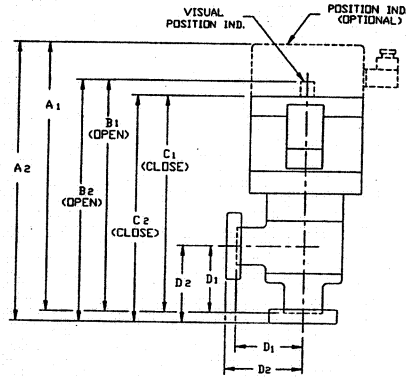 VISUAL
POSITION IND.
POSITION IND
(OPTIONAL)
A1
A2
B1
(OPEN)
B2
(OPEN)
C1
(CLOSE)
C2
(CLOSE)
D2
D1
D1
D2